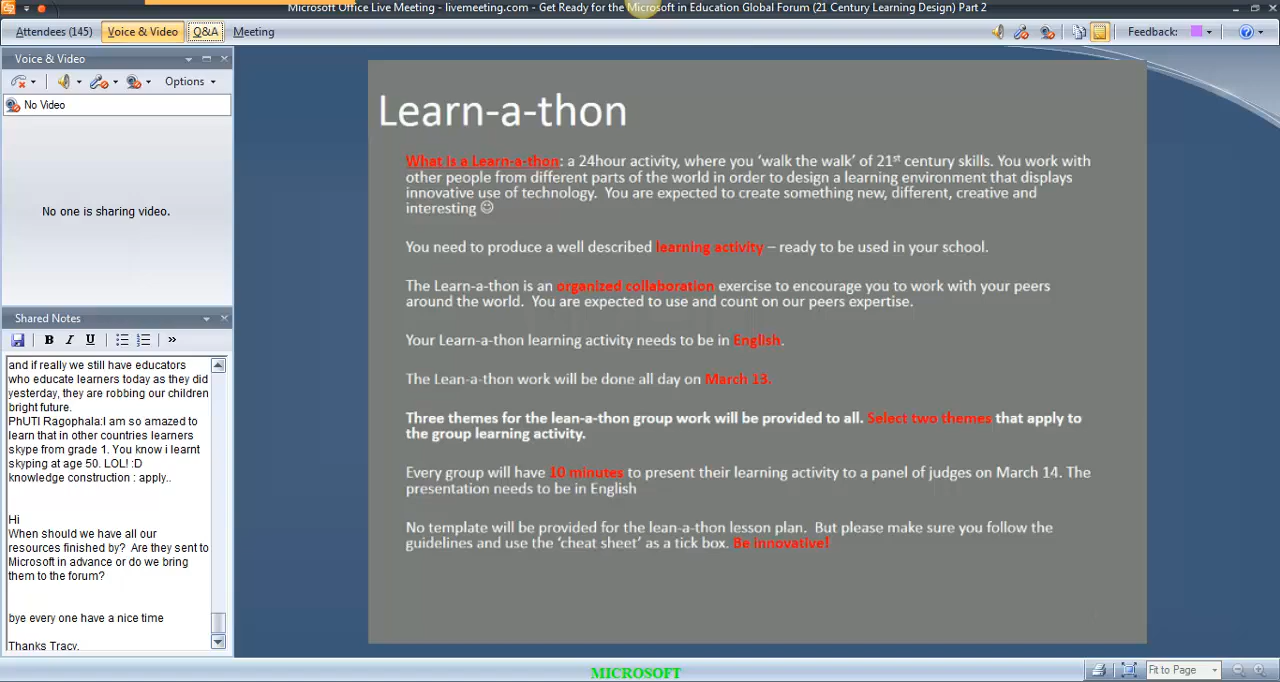 Microsoft Office Live Meeting - livemeeting.com - Get Ready for the Microsoft in Education Global Forum (21 Century Learning Design) Part 2
Attendees (145) Voice & Video Q&A Meeting
Feedback:
Voice & Video
Options
No Video
No one is sharing video.
Shared Notes
B I U »
and if really we still have educators
who educate learners today as they did
yesterday, they are robbing our children
bright future.
PhUTI Ragophala:I am so amazed to
learn that in other countries learners
skype from grade 1. You know i learnt
skyping at age 50. LOL! :D
knowledge construction : apply..
Hi
When should we have all our
resources finished by? Are they sent to
Microsoft in advance or do we bring
them to the forum?
bye every one have a nice time
Thanks Tracy.
Learn-a-thon
What is a Learn-a-thon: a 24hour activity, where you ‘walk the walk’ of 21st century skills. You work with
other people from different parts of the world in order to design a learning environment that displays
innovative use of technology. You are expected to create something new, different, creative and
interesting ☺
You need to produce a well described learning activity – ready to be used in your school.
The Learn-a-thon is an organized collaboration exercise to encourage you to work with your peers
around the world. You are expected to use and count on our peers expertise.
Your Learn-a-thon learning activity needs to be in English.
The Lean-a-thon work will be done all day on March 13.
Three themes for the lean-a-thon group work will be provided to all. Select two themes that apply to
the group learning activity.
Every group will have 10 minutes to present their learning activity to a panel of judges on March 14. The
presentation needs to be in English
No template will be provided for the lean-a-thon lesson plan. But please make sure you follow the
guidelines and use the ‘cheat sheet’ as a tick box. Be innovative!
MICROSOFT
Fit to Page